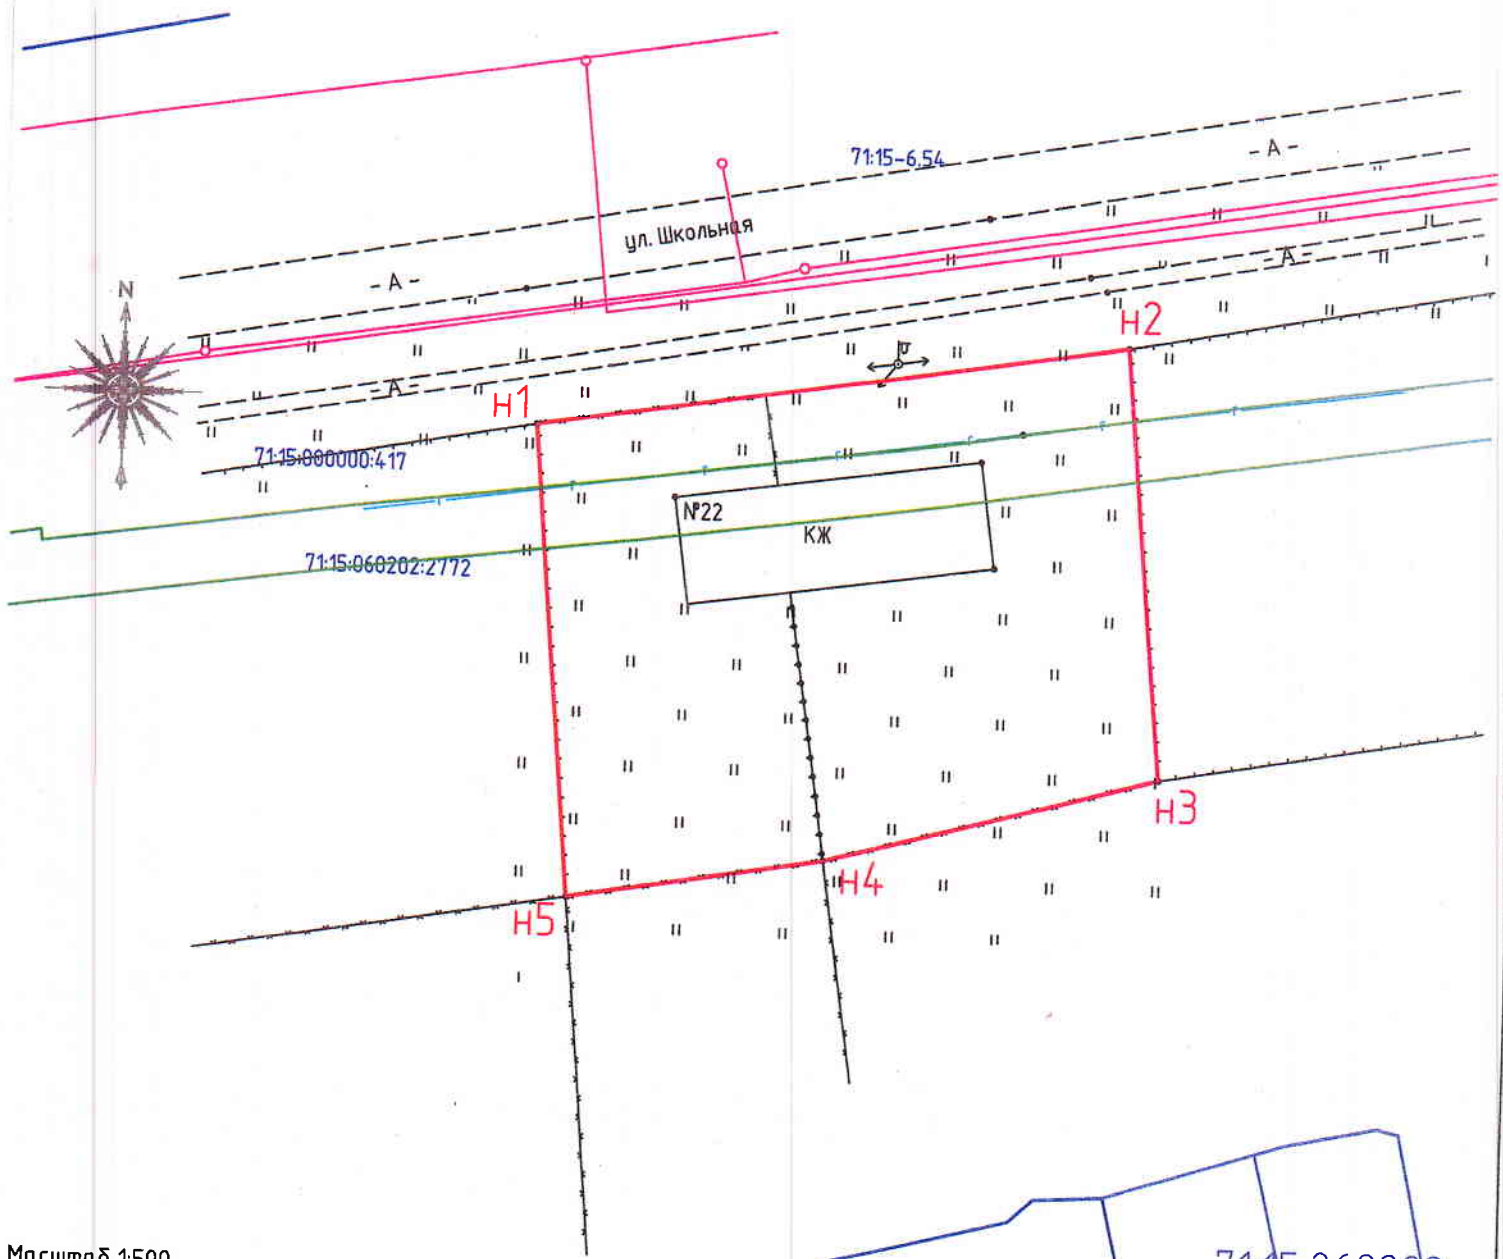 71:15-6.54
- А -
ул. Школьная
- А -
- А -
N
н2
- А -
н1
71:15:000000:417
№22
КЖ
71:15:060202:2772
н3
н4
н5
Масштаб 1:500